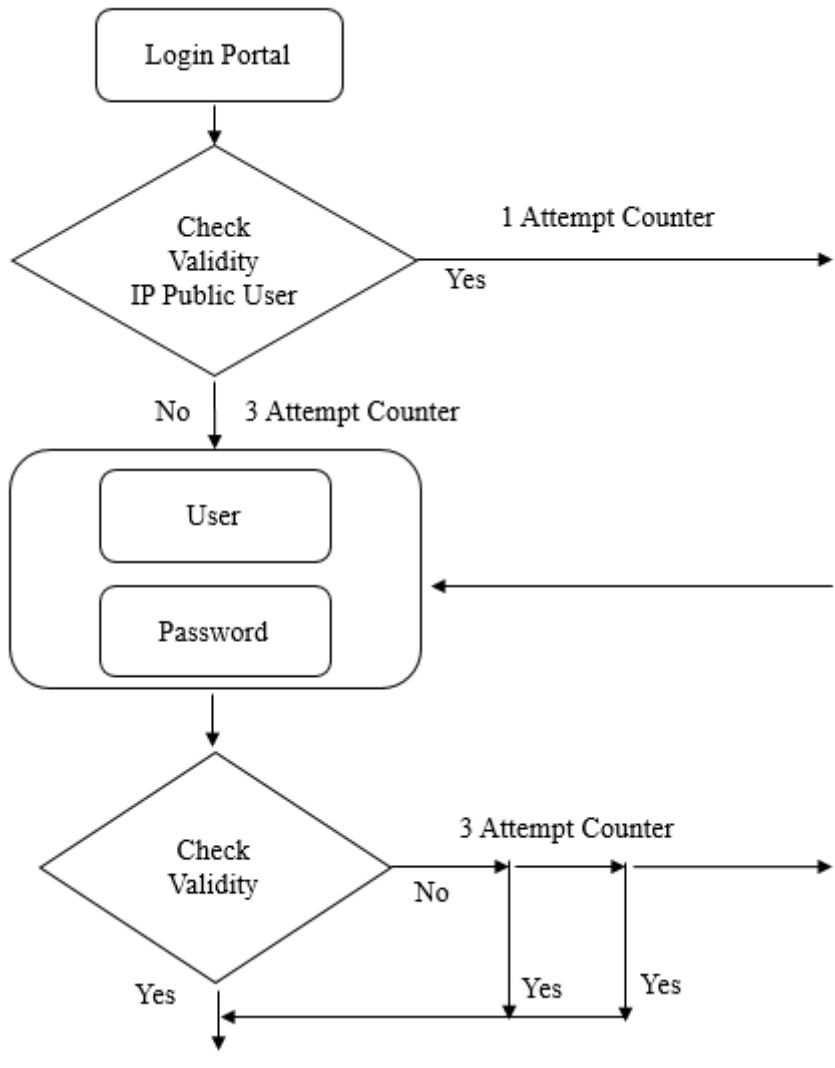 Login Portal
1 Attempt Counter
Check
Validity
IP Public User
Yes
No
3 Attempt Counter
User
Password
3 Attempt Counter
Check
Validity
No
Yes
Yes
Yes